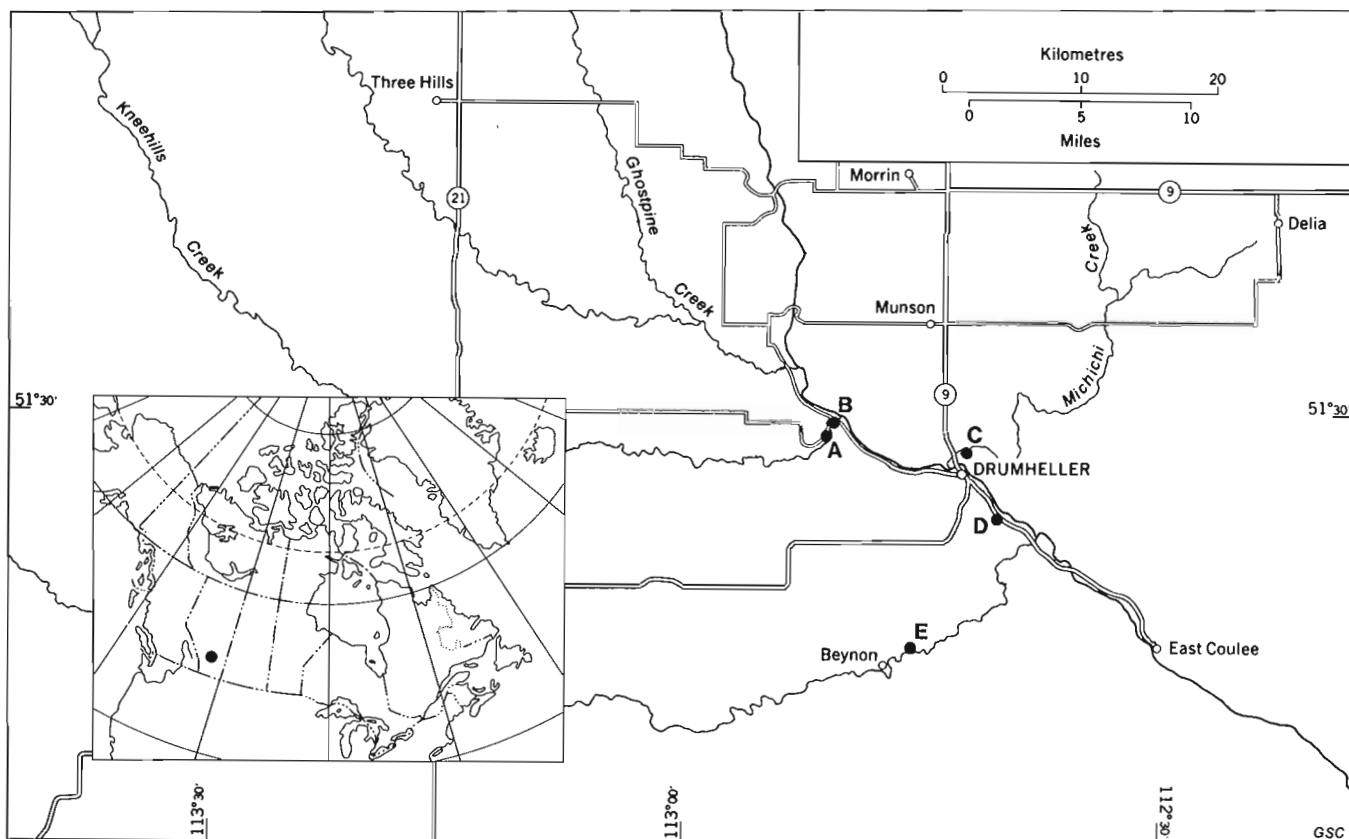 Kilometres
0 10 20
0 5 10
Miles
Three Hills
Kneehills
Creek
21
Ghostpine
Creek
Morrin
9
Delia
Creek
Michichi
Munson
9
51°30'
51°30'
B
A
C
DRUMHELLER
D
E
Beynon
East Coulee
113°30'
113°00'
112°30'
GSC